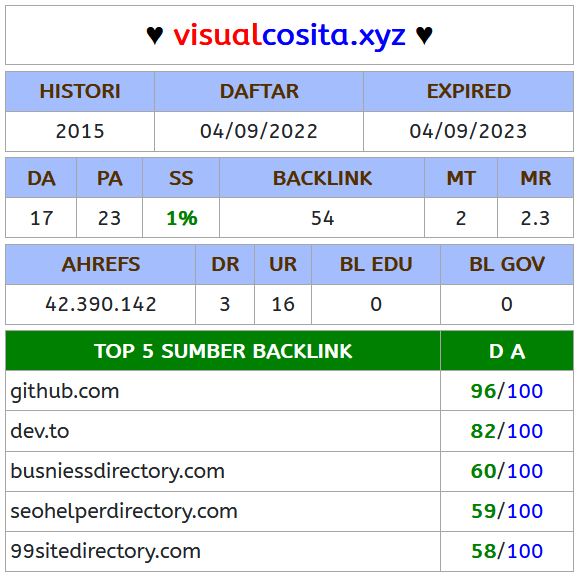 ♥ visualcosita.xyz ♥
HISTORI DAFTAR EXPIRED
2015 04/09/2022 04/09/2023
DA PA SS BACKLINK MT MR
17 23 1% 54 2 2.3
AHREFS DR UR BL EDU BL GOV
42.390.142 3 16 0 0
TOP 5 SUMBER BACKLINK D A
github.com 96/100
dev.to 82/100
busniessdirectory.com 60/100
seohelperdirectory.com 59/100
99sitedirectory.com 58/100